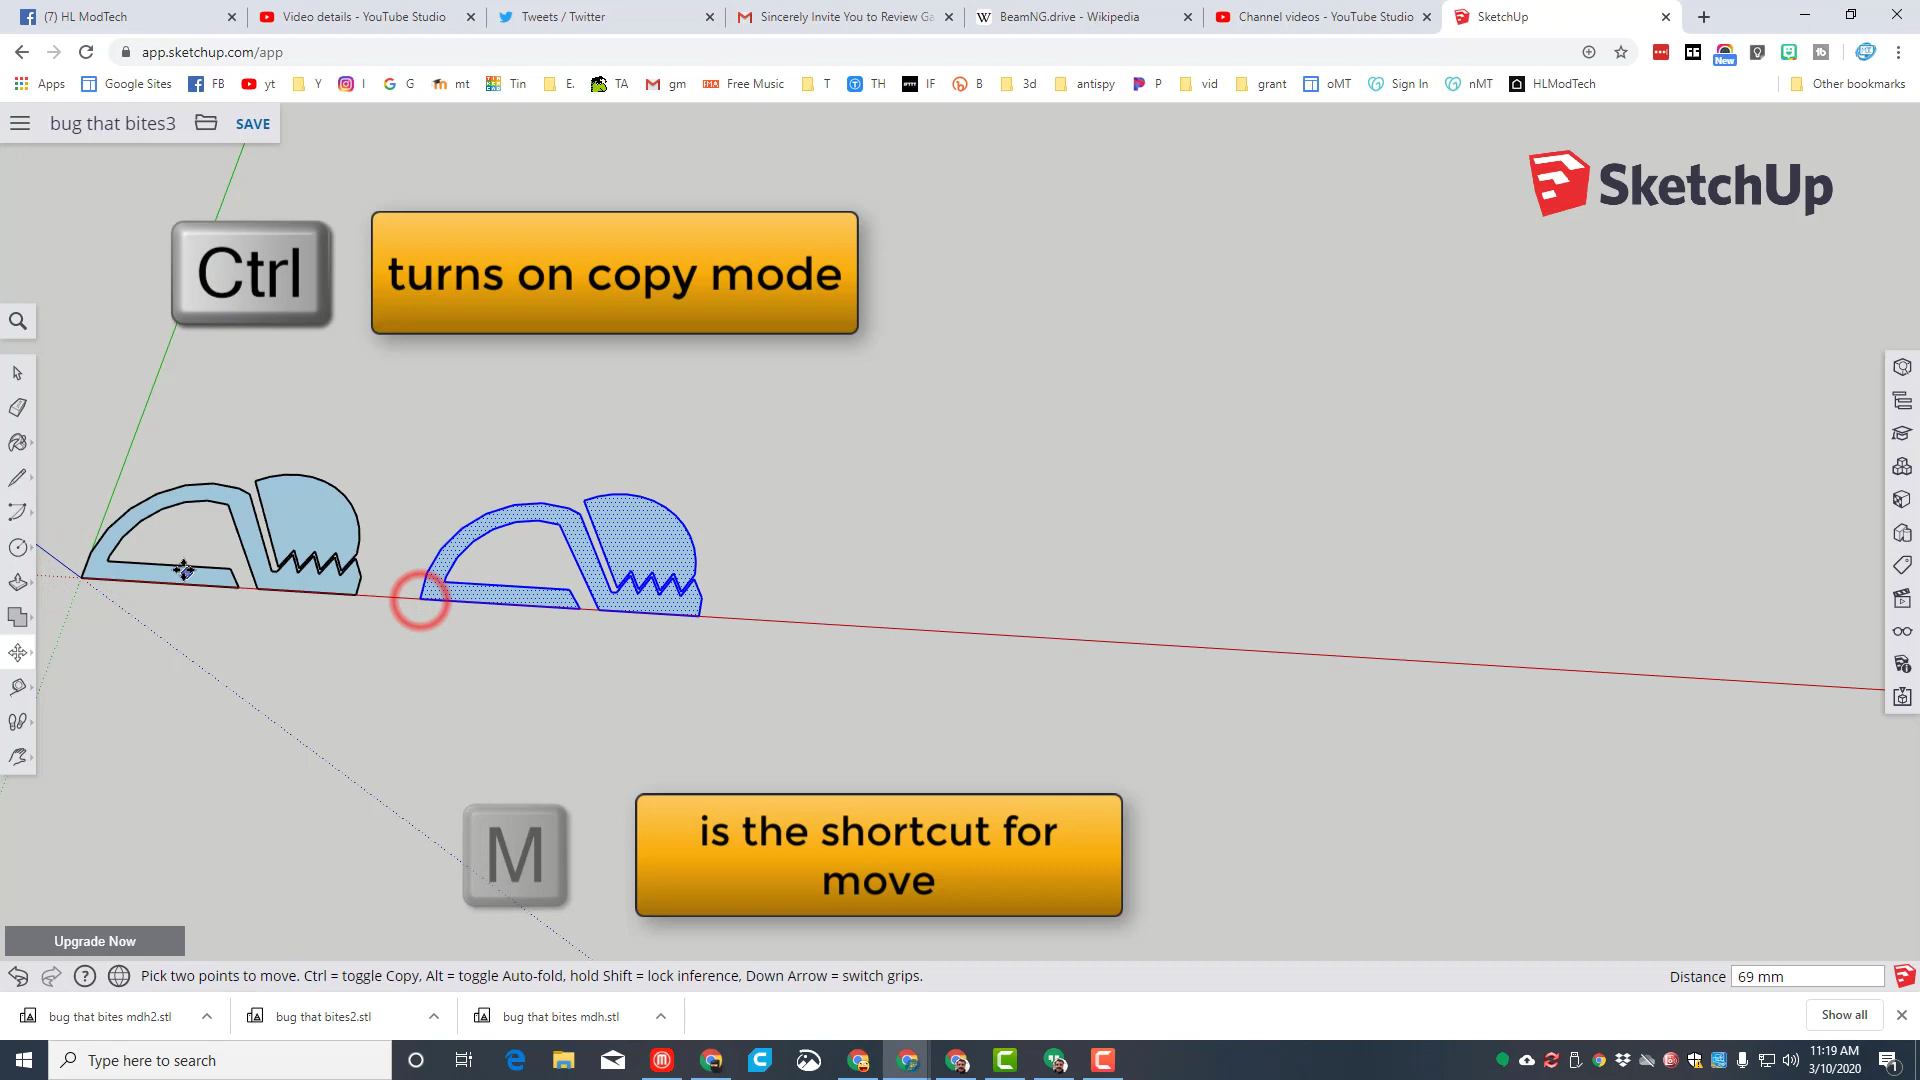 (7) HL ModTech
Video details - YouTube Studio
Tweets / Twitter
Sincerely Invite You to Review Ga
BeamNG.drive - Wikipedia
Channel videos - YouTube Studio
SketchUp
app.sketchup.com/app
New
Apps
Google Sites
FB
yt
Y
I
G
mt
Tin
E.
TA
gm
Free Music
T
TH
IF
B
3d
antispy
P
vid
grant
oMT
Sign In
nMT
HLModTech
Other bookmarks
bug that bites3
SAVE
SketchUp
Ctrl
turns on copy mode
M
is the shortcut for
move
Upgrade Now
Pick two points to move. Ctrl = toggle Copy, Alt = toggle Auto-fold, hold Shift = lock inference, Down Arrow = switch grips.
Distance
69 mm
bug that bites mdh2.stl
bug that bites2.stl
bug that bites mdh.stl
Show all
Type here to search
11:19 AM
3/10/2020
1